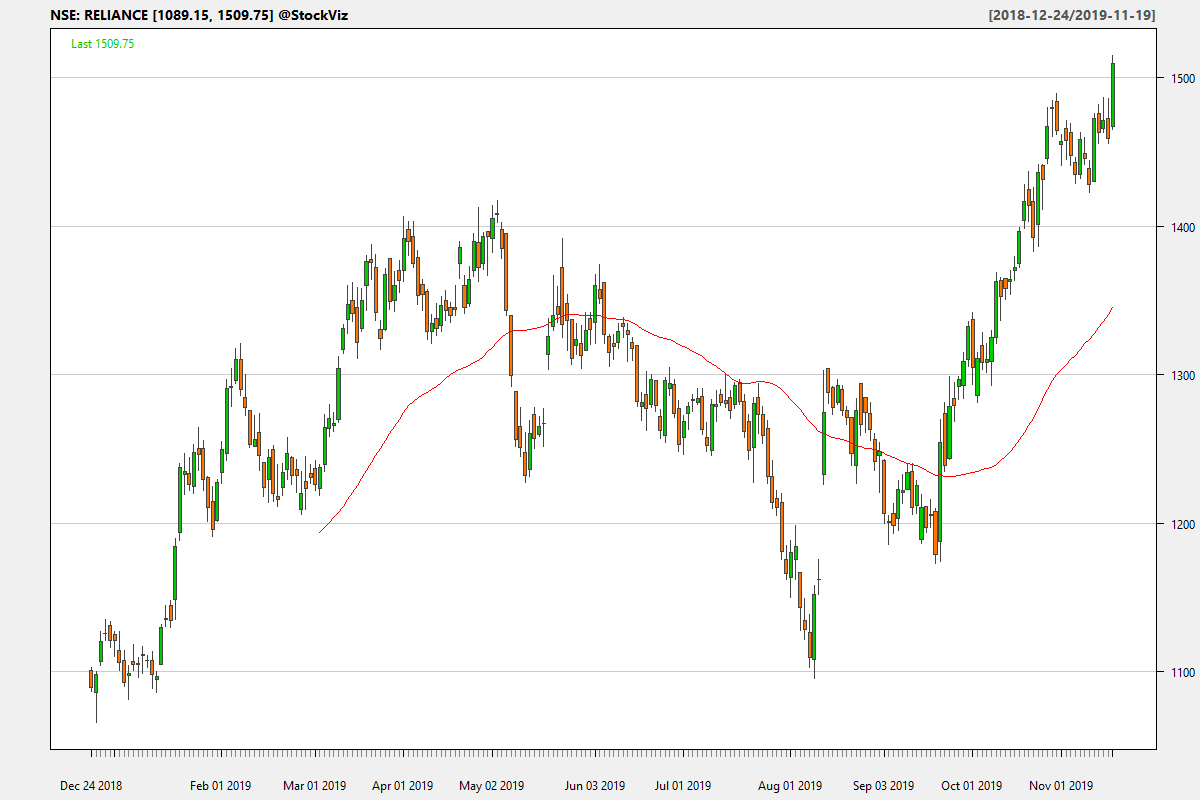 NSE: RELIANCE [1089.15, 1509.75] @StockViz
[2018-12-24/2019-11-19]
Last 1509.75
1500
1400
1300
1200
1100
Dec 24 2018
Feb 01 2019
Mar 01 2019
Apr 01 2019
May 02 2019
Jun 03 2019
Jul 01 2019
Aug 01 2019
Sep 03 2019
Oct 01 2019
Nov 01 2019